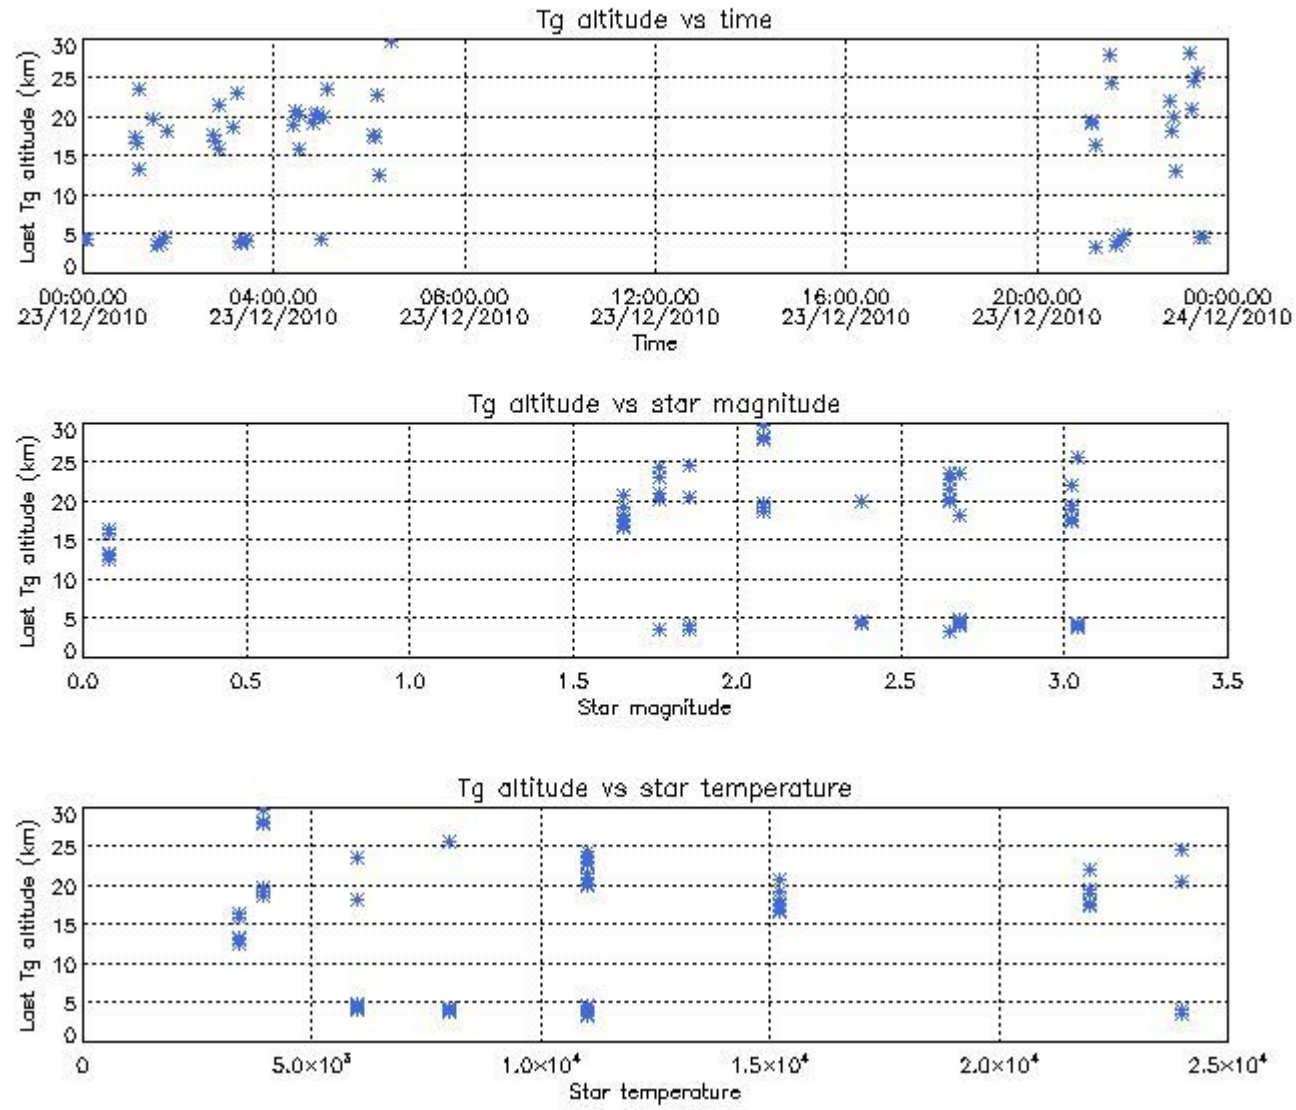 Tg altitude vs time
Last Tg altitude (km)
30
25
20
15
10
5
0
00:00.00 04:00.00 08:00.00 12:00.00 16:00.00 20:00.00 00:00.00
23/12/2010 23/12/2010 23/12/2010 23/12/2010 23/12/2010 23/12/2010 24/12/2010
Time
Tg altitude vs star magnitude
Last Tg altitude (km)
30
25
20
15
10
5
0
0.0 0.5 1.0 1.5 2.0 2.5 3.0 3.5
Star magnitude
Tg altitude vs star temperature
Last Tg altitude (km)
30
25
20
15
10
5
0
0 5.0×10³ 1.0×10⁴ 1.5×10⁴ 2.0×10⁴ 2.5×10⁴
Star temperature